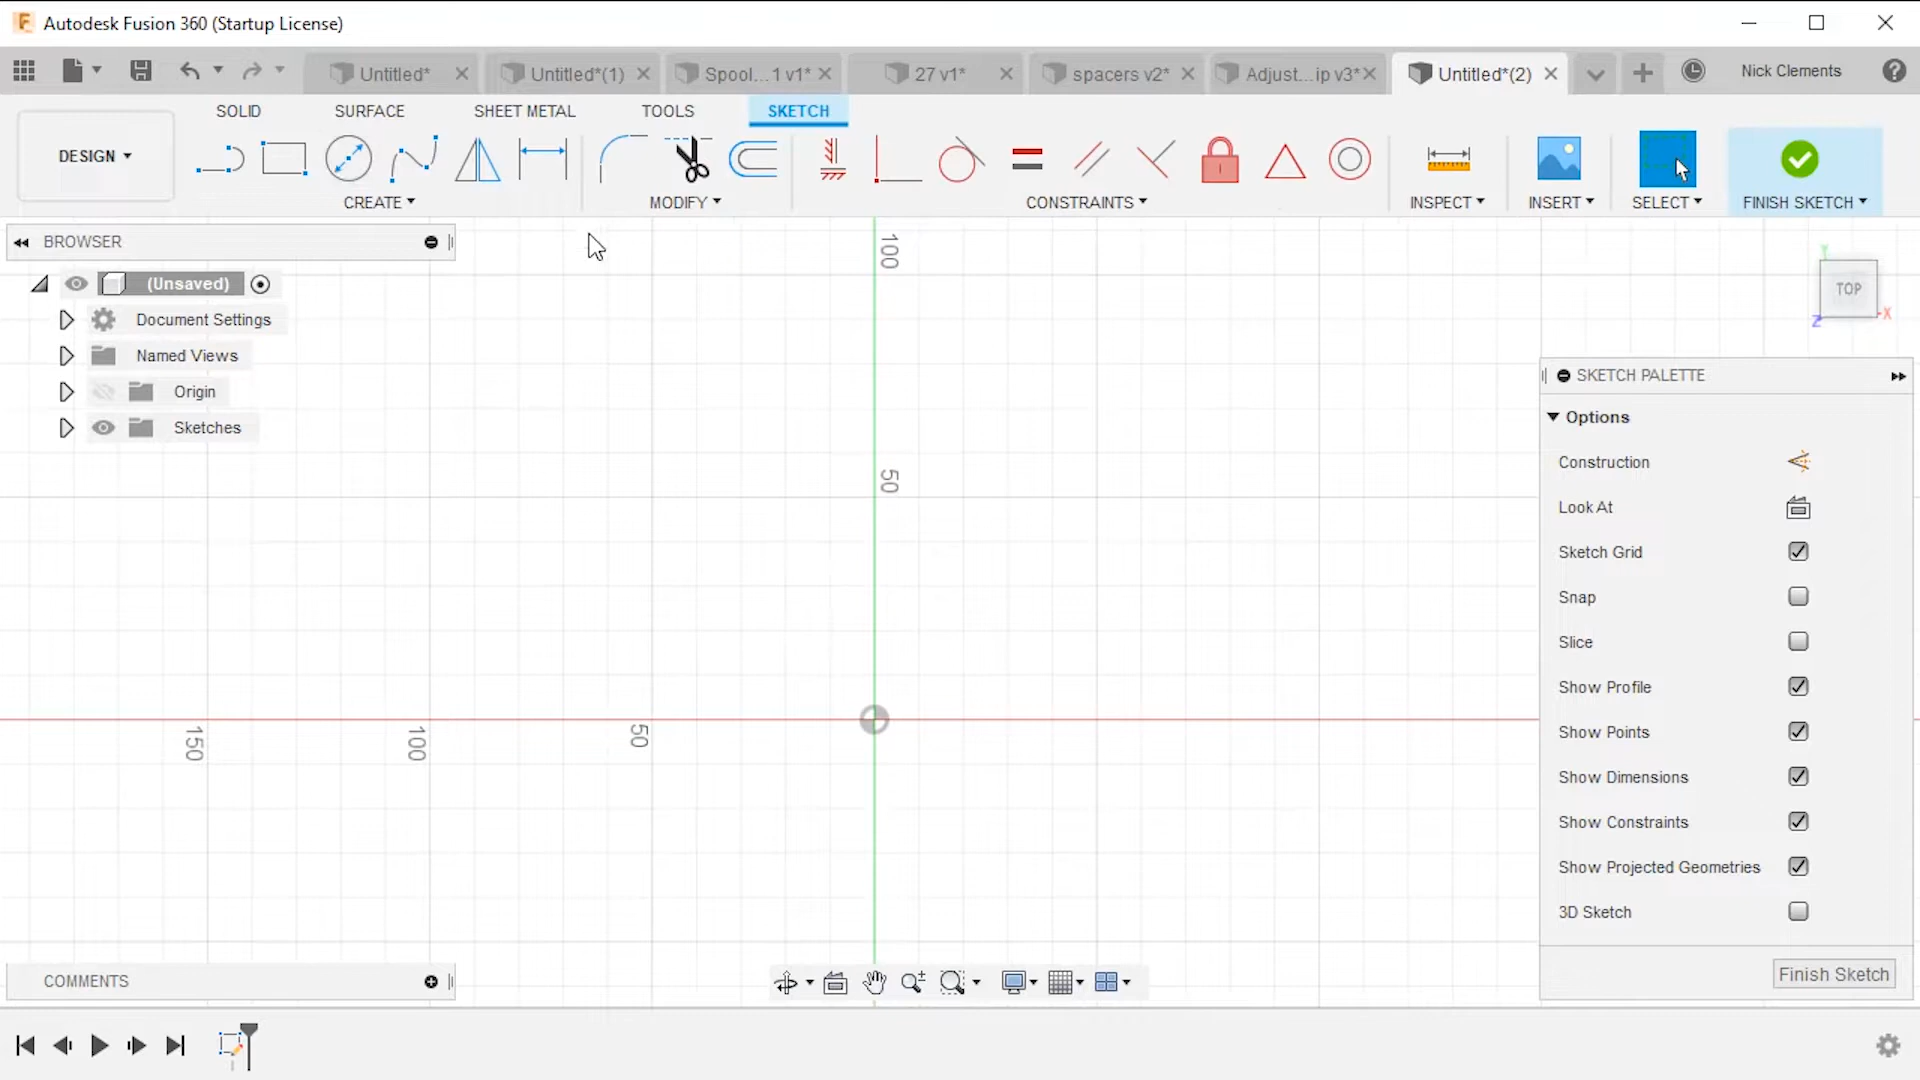 Autodesk Fusion 360 (Startup License)
Untitled*
Untitled*(1)
Spool...1 v1*
27 v1*
spacers v2*
Adjust...ip v3*
Untitled*(2)
Nick Clements
SOLID
SURFACE
SHEET METAL
TOOLS
SKETCH
DESIGN
CREATE
MODIFY
CONSTRAINTS
INSPECT
INSERT
SELECT
FINISH SKETCH
BROWSER
(Unsaved)
Document Settings
Named Views
Origin
Sketches
100
50
150
100
50
TOP
Y
X
Z
SKETCH PALETTE
Options
Construction
Look At
Sketch Grid
Snap
Slice
Show Profile
Show Points
Show Dimensions
Show Constraints
Show Projected Geometries
3D Sketch
Finish Sketch
COMMENTS